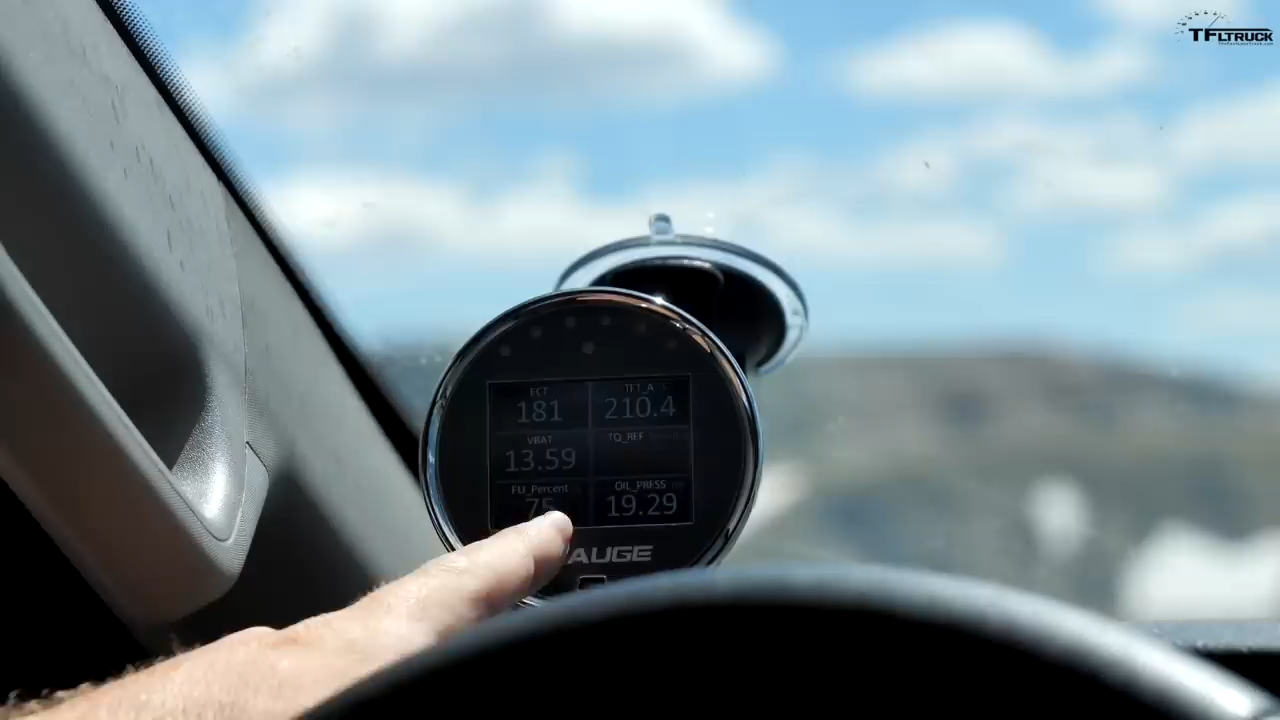 TFLTRUCK
ECT
181
TFT_A
210.4
VBAT
13.59
TQ_REF
FU_Percent
75
OIL_PRESS
19.29
AUGE